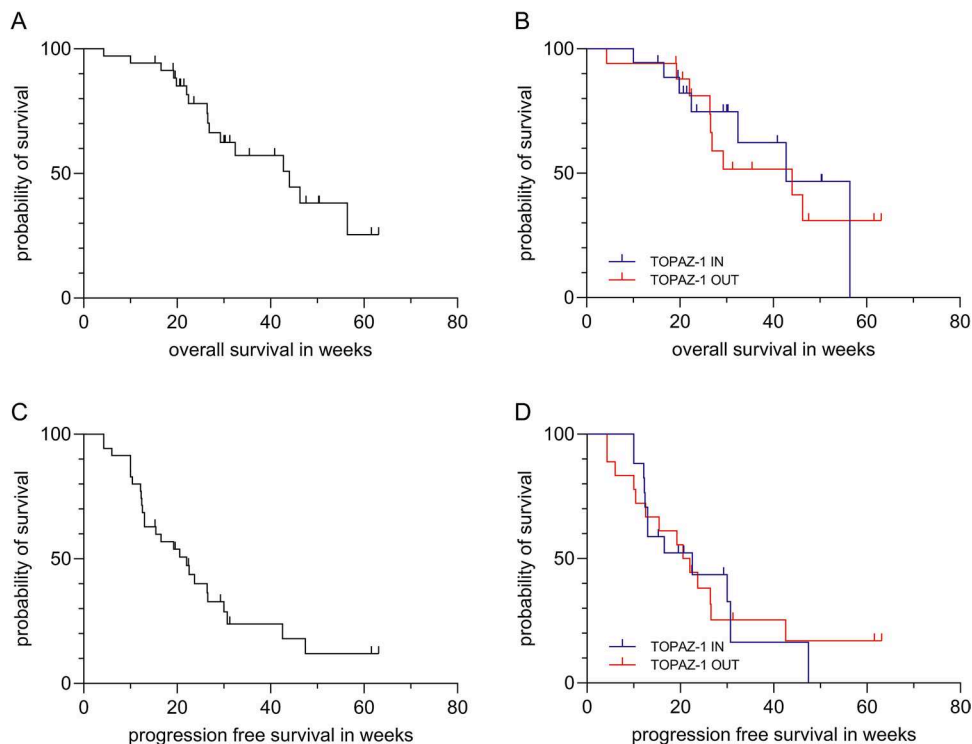 A
probability of survival
100
50
0
0 20 40 60 80
overall survival in weeks
B
probability of survival
100
50
0
TOPAZ-1 IN
TOPAZ-1 OUT
0 20 40 60 80
overall survival in weeks
C
probability of survival
100
50
0
0 20 40 60 80
progression free survival in weeks
D
probability of survival
100
50
0
TOPAZ-1 IN
TOPAZ-1 OUT
0 20 40 60 80
progression free survival in weeks